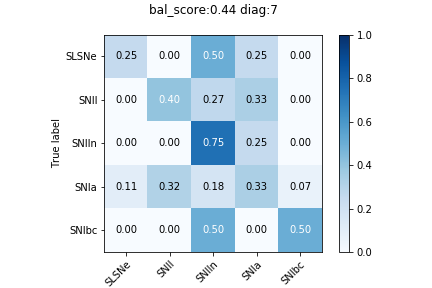 bal_score:0.44 diag:7
True label
SLSNe 0.25 0.00 0.50 0.25 0.00
SNII 0.00 0.40 0.27 0.33 0.00
SNIIn 0.00 0.00 0.75 0.25 0.00
SNIa 0.11 0.32 0.18 0.33 0.07
SNIbc 0.00 0.00 0.50 0.00 0.50
SLSNe SNII SNIIn SNIa SNIbc
1.0
0.8
0.6
0.4
0.2
0.0